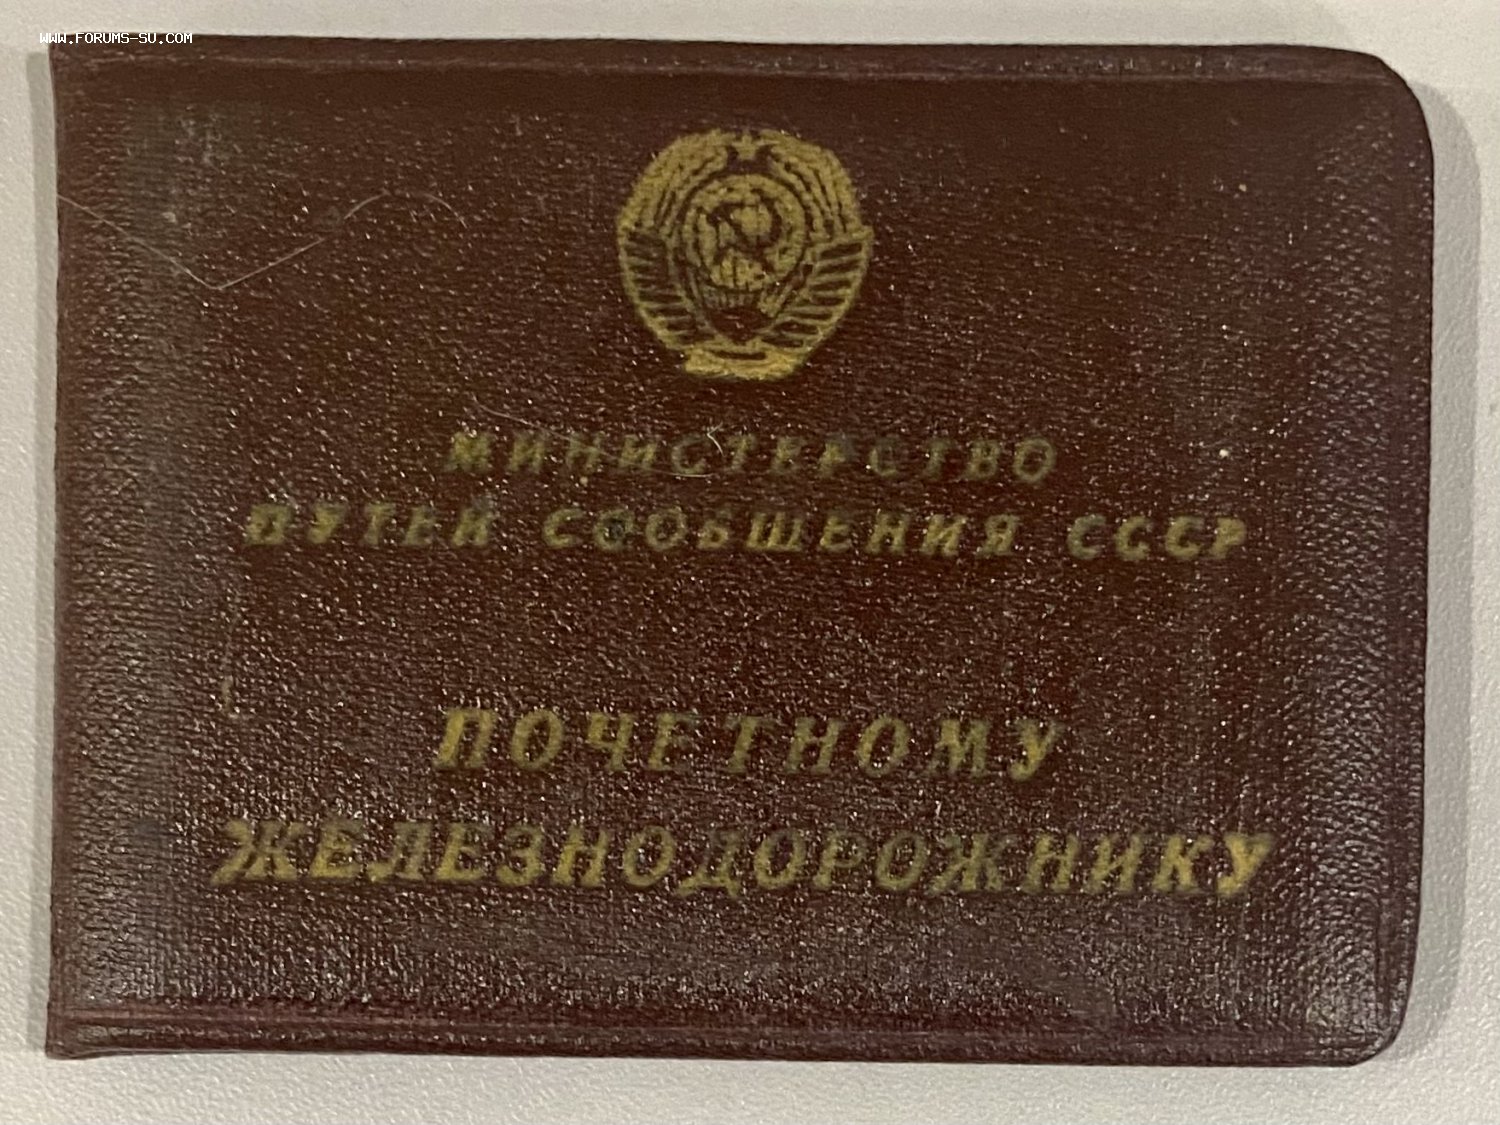 WWW.FORUMS-SU.COM
МИНИСТЕРСТВО
ПУТЕЙ СООБЩЕНИЯ СССР
ПОЧЕТНОМУ
ЖЕЛЕЗНОДОРОЖНИКУ